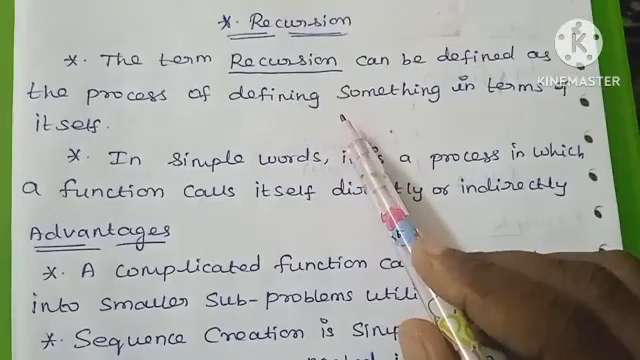 * Recursion
* The term Recursion can be defined as
the process of defining something in terms of
itself.
* In simple words, it is a process in which
a function calls itself directly or indirectly
Advantages
* A complicated function
into smaller sub-problems
* Sequence Creation is
KINEMASTER